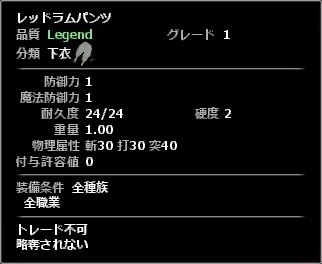 レッドラムパンツ
品質 Legend グレード 1
分類 下衣
防御力 1
魔法防御力 1
耐久度 24/24 硬度 2
重量 1.00
物理属性 斬30 打30 突40
付与許容値 0
装備条件 全種族
全職業
トレード不可
略奪されない